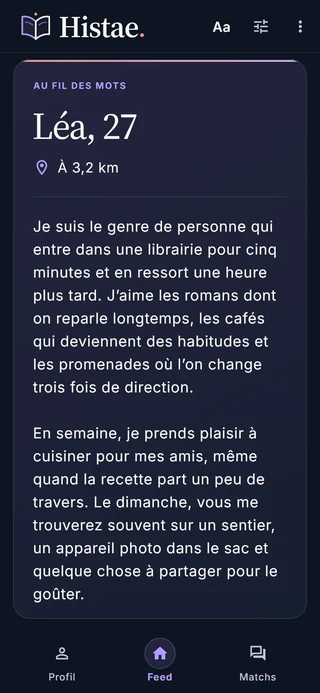 Histae.
Aa
AU FIL DES MOTS
Léa, 27
À 3,2 km
Je suis le genre de personne qui
entre dans une librairie pour cinq
minutes et en ressort une heure
plus tard. J’aime les romans dont
on reparle longtemps, les cafés
qui deviennent des habitudes et
les promenades où l’on change
trois fois de direction.
En semaine, je prends plaisir à
cuisiner pour mes amis, même
quand la recette part un peu de
travers. Le dimanche, vous me
trouverez souvent sur un sentier,
un appareil photo dans le sac et
quelque chose à partager pour le
goûter.
Profil
Feed
Matchs